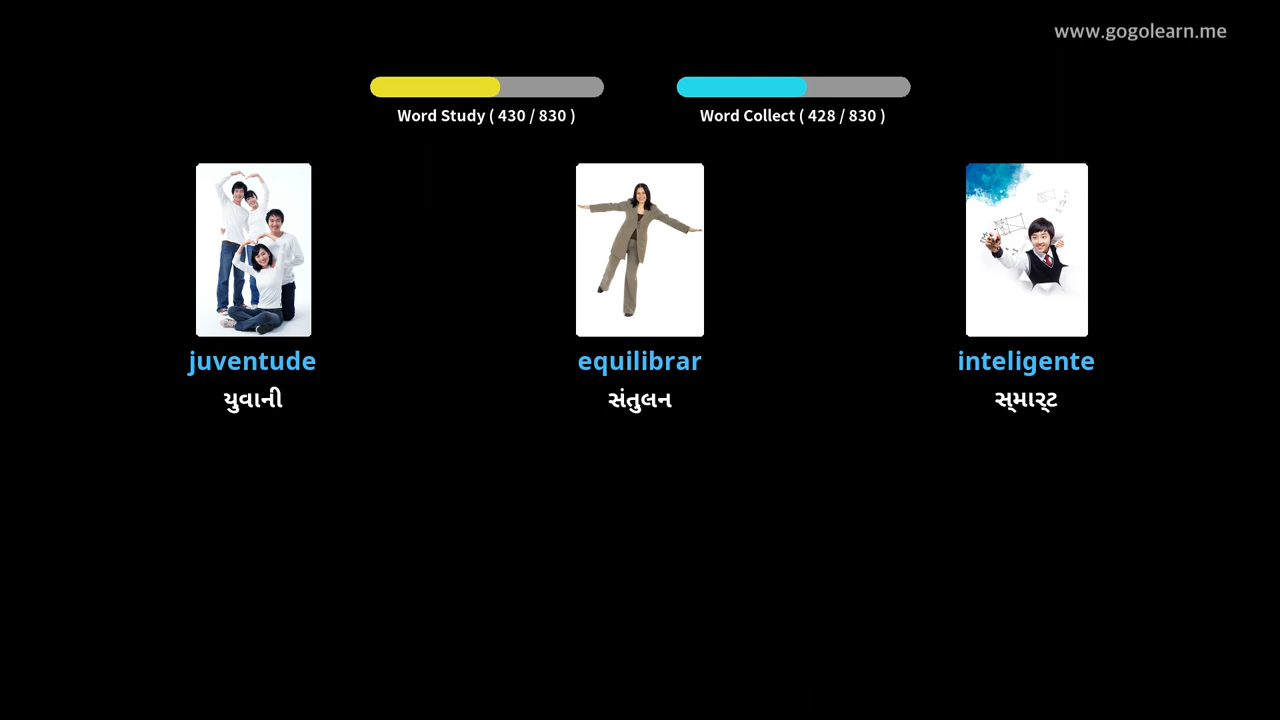 www.gogolearn.me
Word Study ( 430 / 830 )
Word Collect ( 428 / 830 )
juventude
equilibrar
inteligente
યુવાની
સંતુલન
સ્માર્ટ